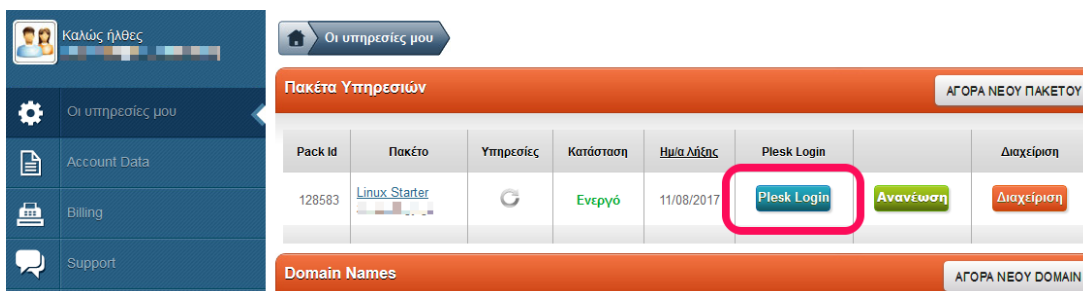 Καλώς ήλθες
Οι υπηρεσίες μου
Πακέτα Υπηρεσιών
ΑΓΟΡΑ ΝΕΟΥ ΠΑΚΕΤΟΥ
Οι υπηρεσίες μου
Account Data
Billing
Support
Pack Id Πακέτο Υπηρεσίες Κατάσταση Ημ/α Λήξης Plesk Login Διαχείριση
128583 Linux Starter Ενεργό 11/08/2017 Plesk Login Ανανέωση Διαχείριση
Domain Names
ΑΓΟΡΑ ΝΕΟΥ DOMAIN